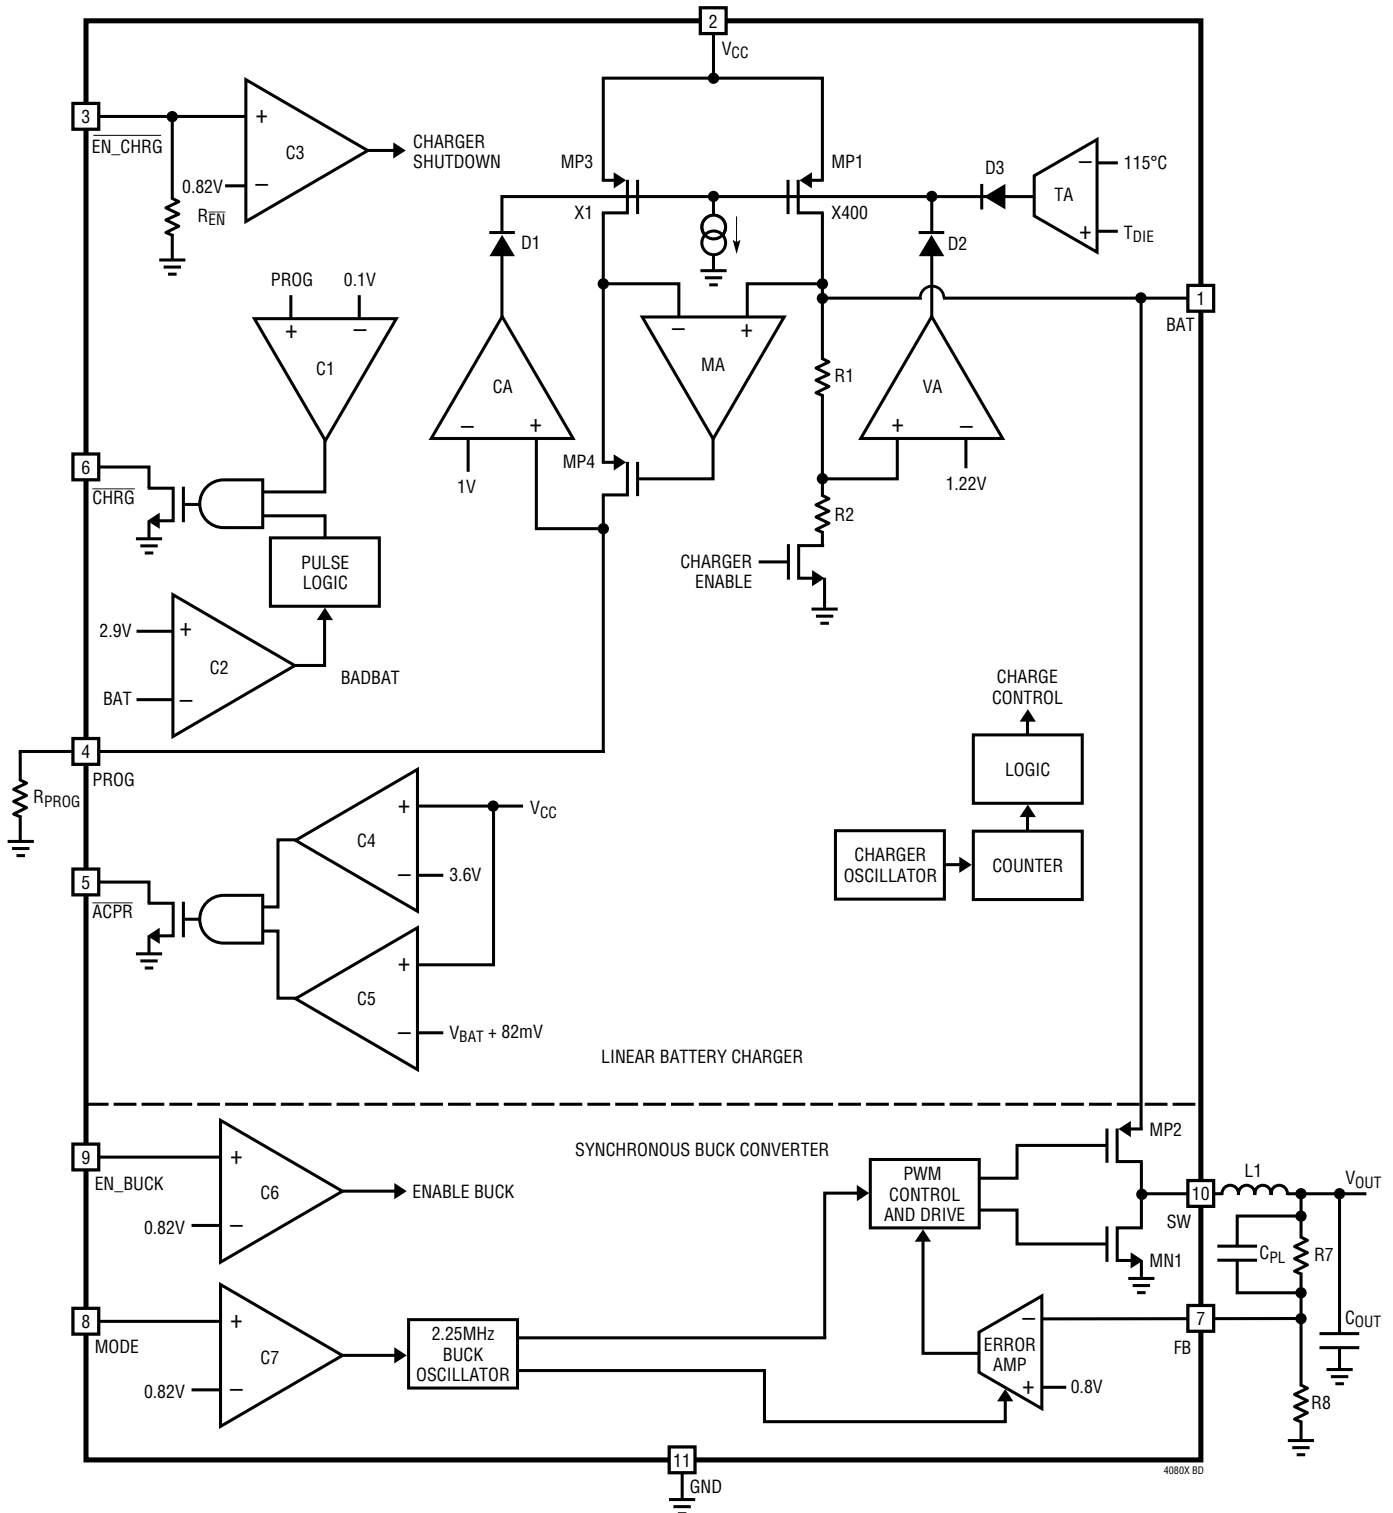 2
VCC
3
EN_CHRG
+
C3
CHARGER
SHUTDOWN
0.82V
–
REN
MP3
X1
MP1
X400
D3
–
115°C
TA
+
TDIE
D1
D2
PROG
0.1V
+
–
C1
1
BAT
–
+
MA
R1
CA
–
+
1V
VA
+
–
1.22V
MP4
R2
6
CHRG
PULSE
LOGIC
CHARGER
ENABLE
2.9V
+
C2
BAT
–
BADBAT
CHARGE
CONTROL
LOGIC
4
PROG
RPROG
+
VCC
C4
–
3.6V
CHARGER
OSCILLATOR
COUNTER
5
ACPR
+
C5
–
VBAT + 82mV
LINEAR BATTERY CHARGER
SYNCHRONOUS BUCK CONVERTER
9
EN_BUCK
+
C6
ENABLE BUCK
0.82V
–
PWM
CONTROL
AND DRIVE
MP2
10
SW
L1
VOUT
MN1
CPL
R7
8
MODE
+
C7
0.82V
–
2.25MHz
BUCK
OSCILLATOR
–
ERROR
AMP
+
0.8V
7
FB
COUT
R8
11
GND
4080X BD